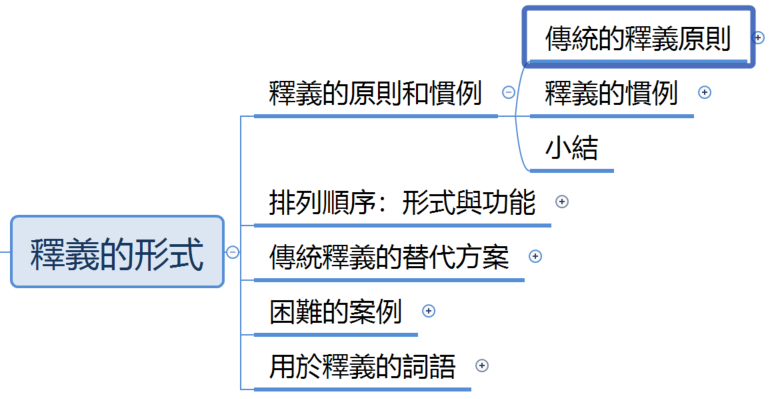 釋義的形式
釋義的原則和慣例
傳統的釋義原則
釋義的慣例
小結
排列順序：形式與功能
傳統釋義的替代方案
困難的案例
用於釋義的詞語